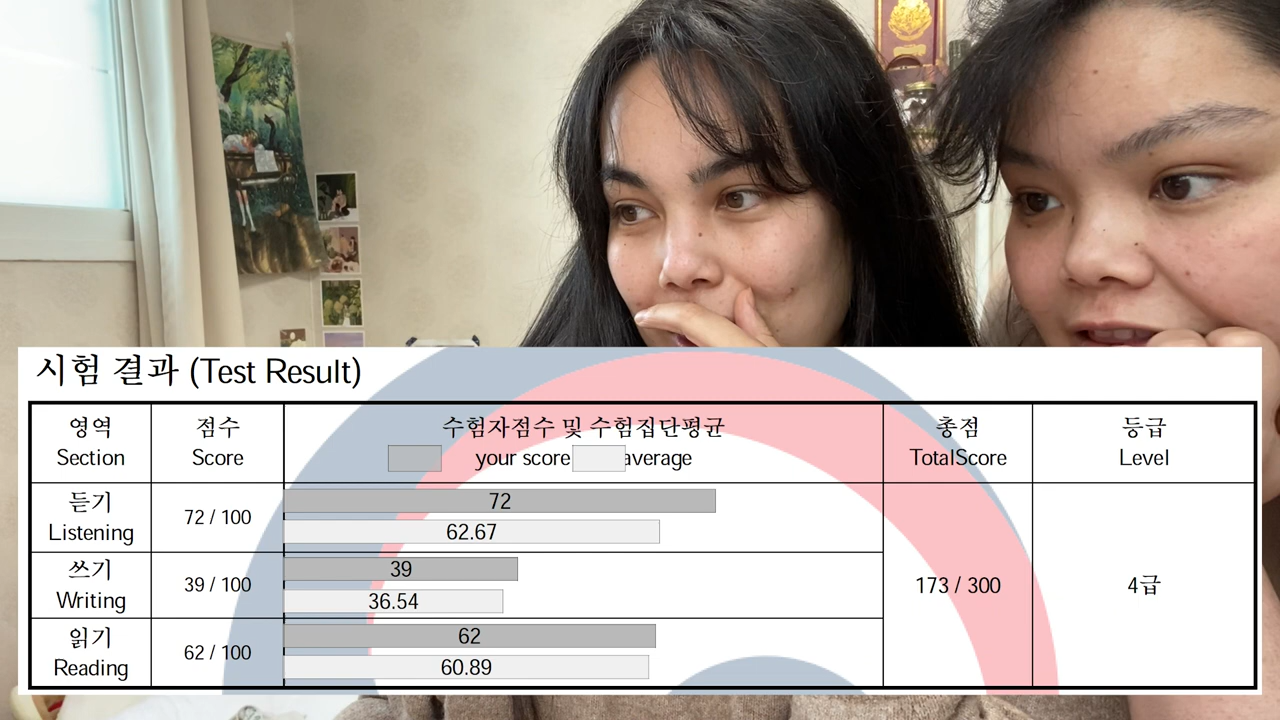 시험 결과 (Test Result)
영역 점수 수험자점수 및 수험집단평균 총점 등급
Section Score your score average TotalScore Level
듣기
Listening 72 / 100 72
62.67
쓰기
Writing 39 / 100 39
36.54
173 / 300 4급
읽기
Reading 62 / 100 62
60.89